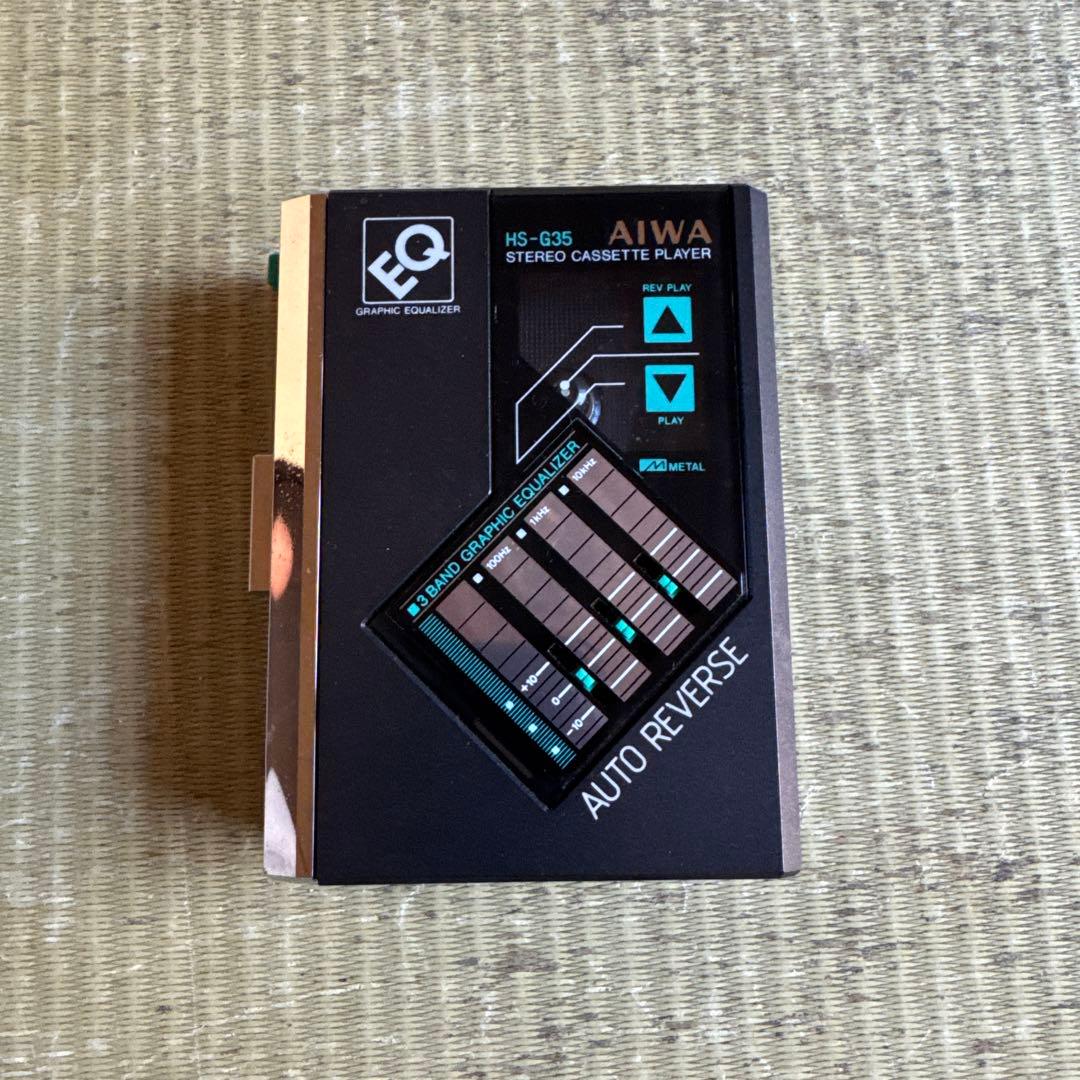 EQ
GRAPHIC EQUALIZER
HS-G35 AIWA
STEREO CASSETTE PLAYER
REV PLAY
PLAY
METAL
3 BAND GRAPHIC EQUALIZER
100Hz 1kHz 10kHz
+10
0
-10
AUTO REVERSE